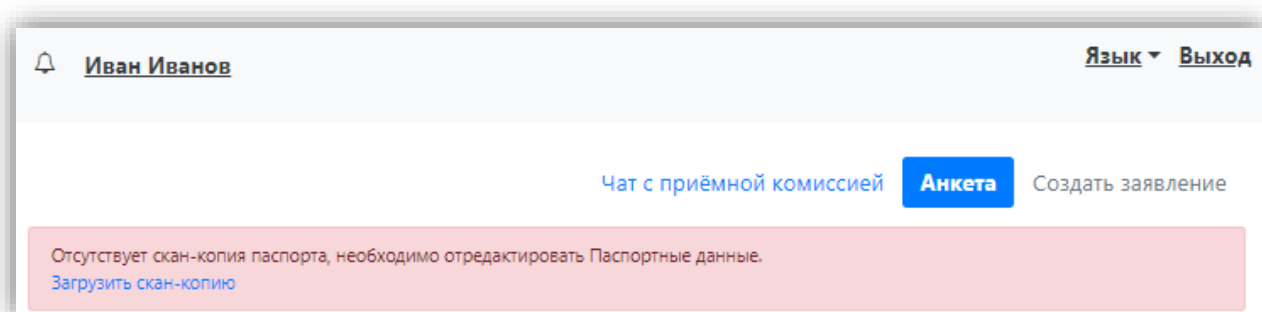 Иван Иванов
Язык Выход
Чат с приёмной комиссией Анкета Создать заявление
Отсутствует скан-копия паспорта, необходимо отредактировать Паспортные данные.
Загрузить скан-копию